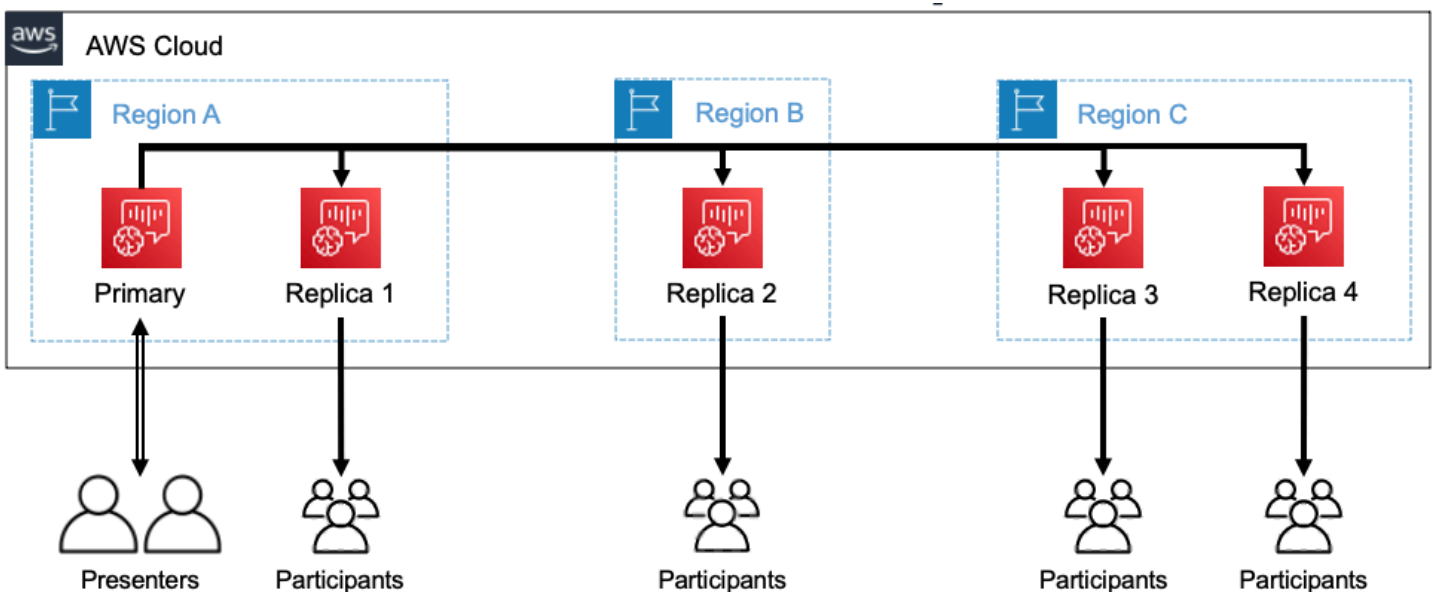 aws
AWS Cloud
Region A
Region B
Region C
Primary
Replica 1
Replica 2
Replica 3
Replica 4
Presenters
Participants
Participants
Participants
Participants